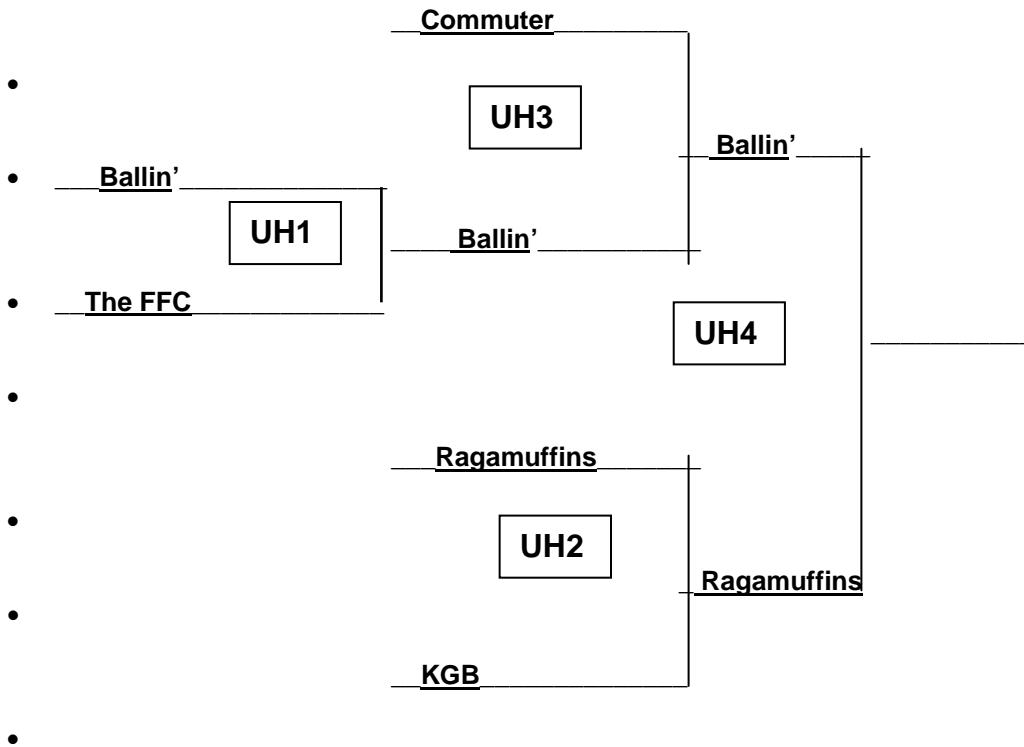 Commuter
UH3
Ballin’
Ballin’
UH1
Ballin’
The FFC
UH4
Ragamuffins
UH2
Ragamuffins
KGB